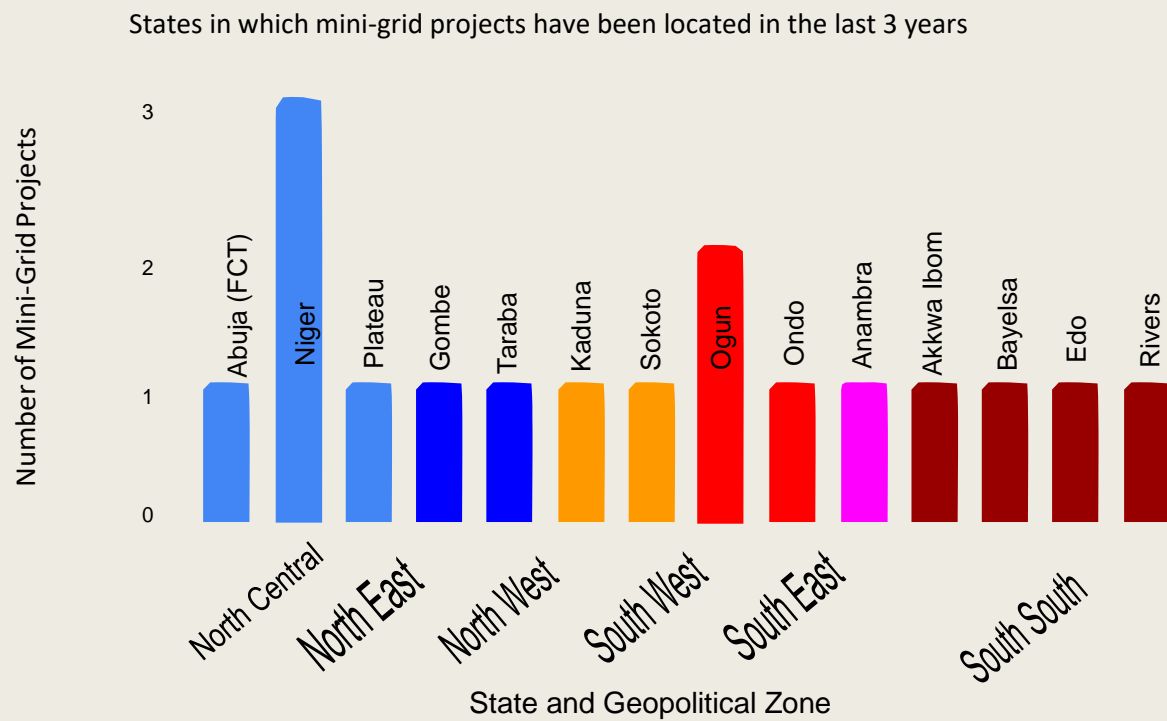 States in which mini-grid projects have been located in the last 3 years
Number of Mini-Grid Projects
3
2
1
0
Abuja (FCT)
Niger
Plateau
Gombe
Taraba
Kaduna
Sokoto
Ogun
Ondo
Anambra
Akkwa Ibom
Bayelsa
Edo
Rivers
North Central
North East
North West
South West
South East
South South
State and Geopolitical Zone